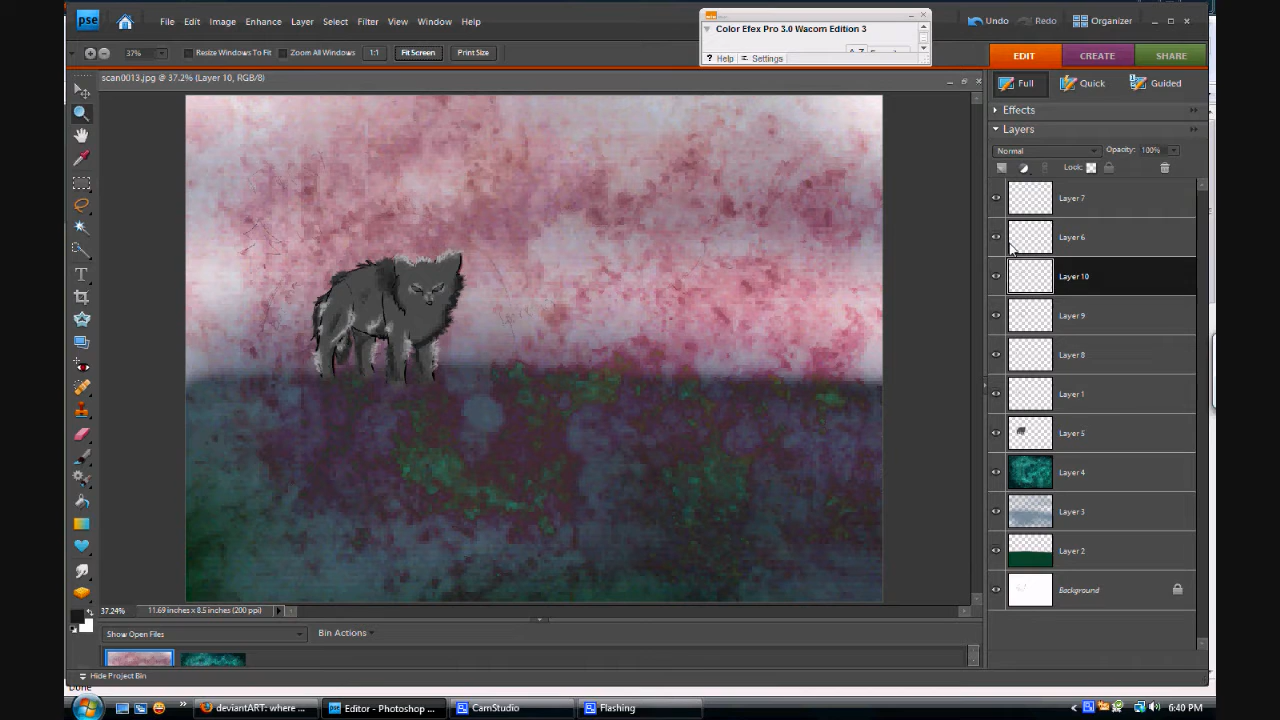 pse File Edit Image Enhance Layer Select Filter View Window Help
Color Efex Pro 3.0 Wacom Edition 3
? Help Settings
Undo Redo Organizer
37% Resize Windows To Fit Zoom All Windows 1:1 Fit Screen Print Size
EDIT CREATE SHARE
scan0013.jpg @ 37.2% (Layer 10, RGB/8)
Full Quick Guided
Effects
Layers
Normal Opacity: 100%
Lock:
Layer 7
Layer 6
Layer 10
Layer 9
Layer 8
Layer 1
Layer 5
Layer 4
Layer 3
Layer 2
Background
37.24% 11.69 inches x 8.5 inches (200 ppi)
Show Open Files Bin Actions
Hide Project Bin
Done
deviantART: where ... Editor - Photoshop ... CamStudio Flashing 6:40 PM